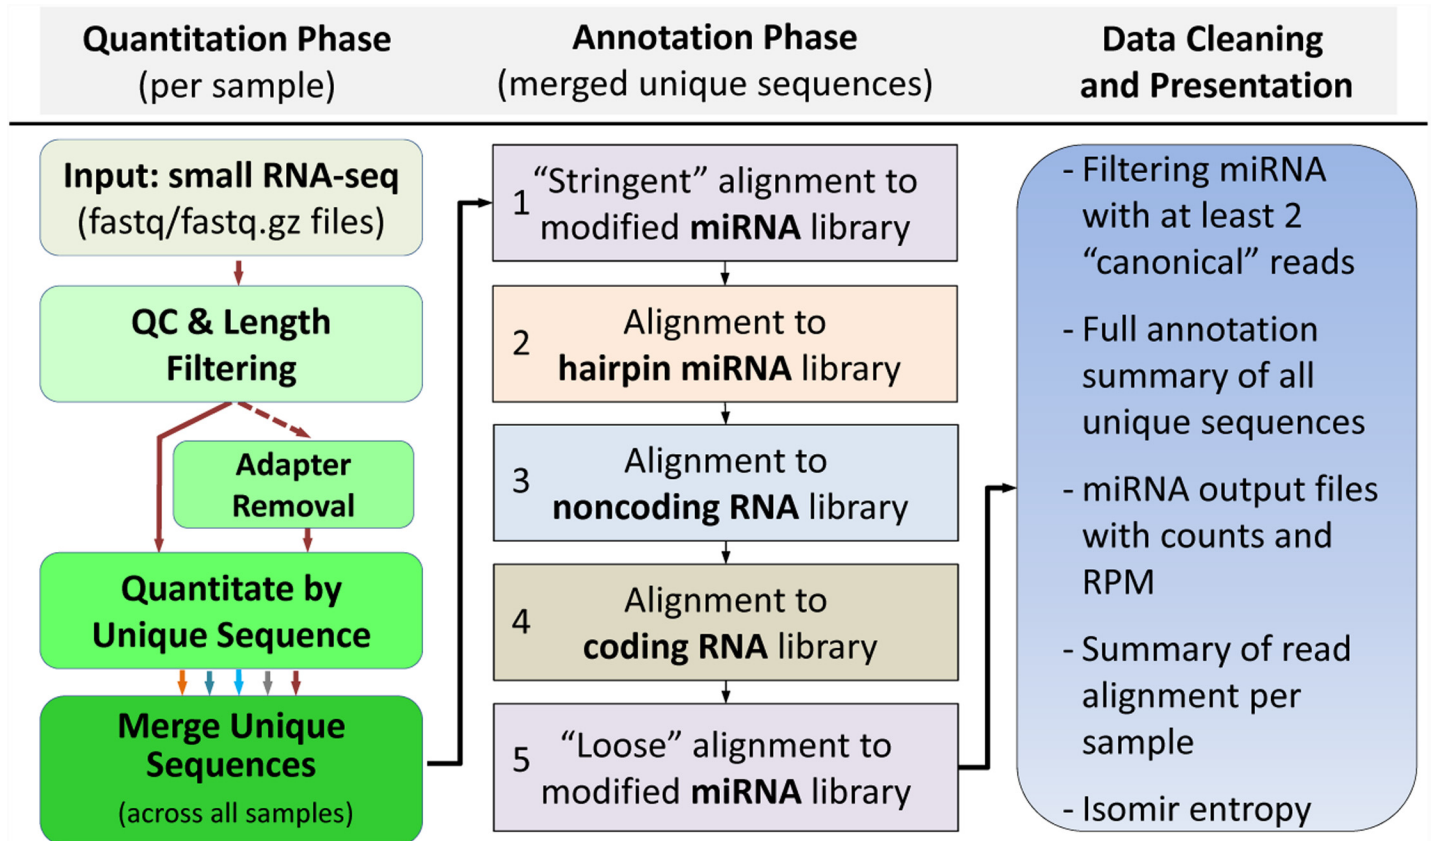 Quantitation Phase
(per sample)
Annotation Phase
(merged unique sequences)
Data Cleaning
and Presentation
Input: small RNA-seq
(fastq/fastq.gz files)
QC & Length
Filtering
Adapter
Removal
Quantitate by
Unique Sequence
Merge Unique
Sequences
(across all samples)
1 “Stringent” alignment to
modified miRNA library
2 Alignment to
hairpin miRNA library
3 Alignment to
noncoding RNA library
4 Alignment to
coding RNA library
5 “Loose” alignment to
modified miRNA library
- Filtering miRNA
with at least 2
“canonical” reads
- Full annotation
summary of all
unique sequences
- miRNA output files
with counts and
RPM
- Summary of read
alignment per
sample
- Isomir entropy